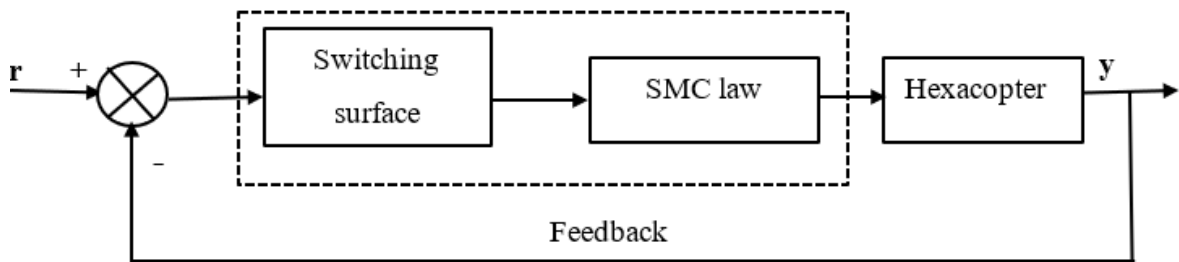 r
+
-
Switching
surface
SMC law
Hexacopter
y
Feedback